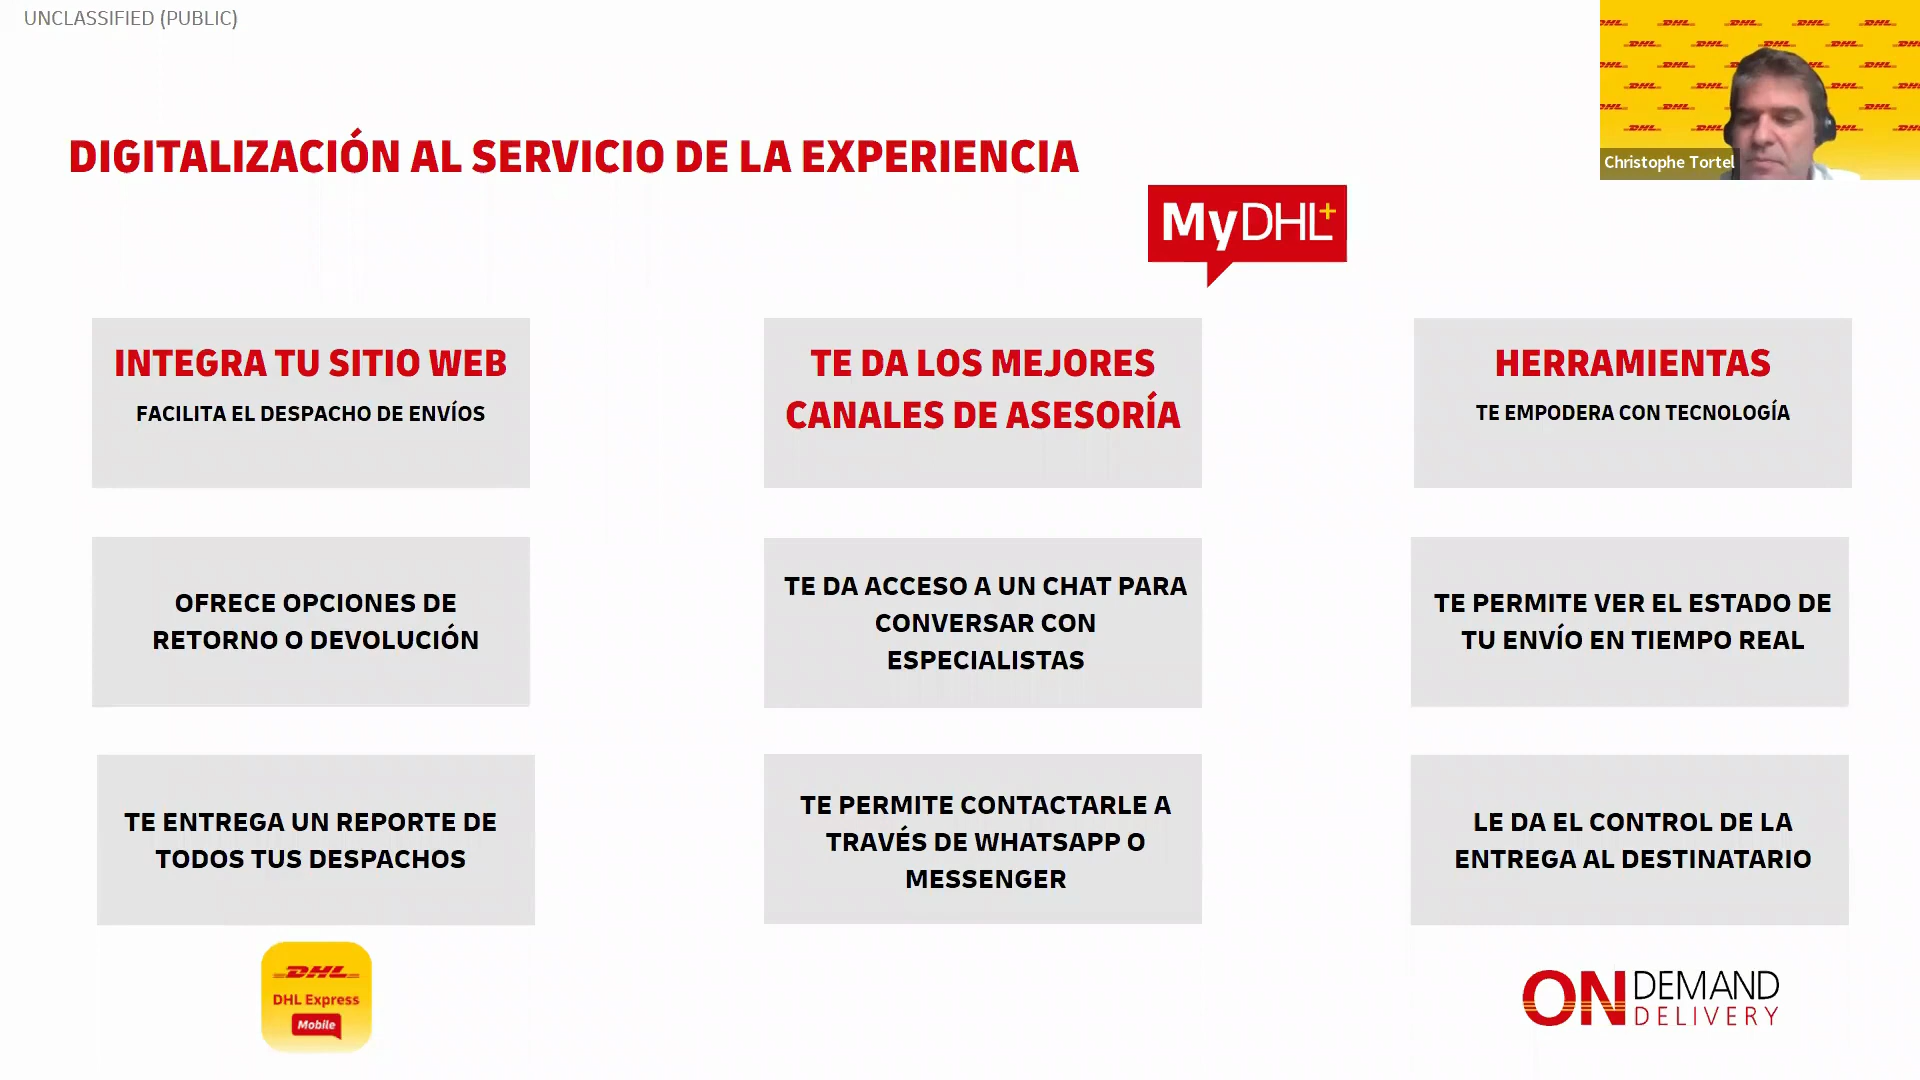 UNCLASSIFIED (PUBLIC)
Christophe Tortel
DIGITALIZACIÓN AL SERVICIO DE LA EXPERIENCIA
MyDHL+
INTEGRA TU SITIO WEB
FACILITA EL DESPACHO DE ENVÍOS
TE DA LOS MEJORES
CANALES DE ASESORÍA
HERRAMIENTAS
TE EMPODERA CON TECNOLOGÍA
OFRECE OPCIONES DE
RETORNO O DEVOLUCIÓN
TE DA ACCESO A UN CHAT PARA
CONVERSAR CON
ESPECIALISTAS
TE PERMITE VER EL ESTADO DE
TU ENVÍO EN TIEMPO REAL
TE ENTREGA UN REPORTE DE
TODOS TUS DESPACHOS
TE PERMITE CONTACTARLE A
TRAVÉS DE WHATSAPP O
MESSENGER
LE DA EL CONTROL DE LA
ENTREGA AL DESTINATARIO
DHL
DHL Express
Mobile
ON DEMAND
DELIVERY